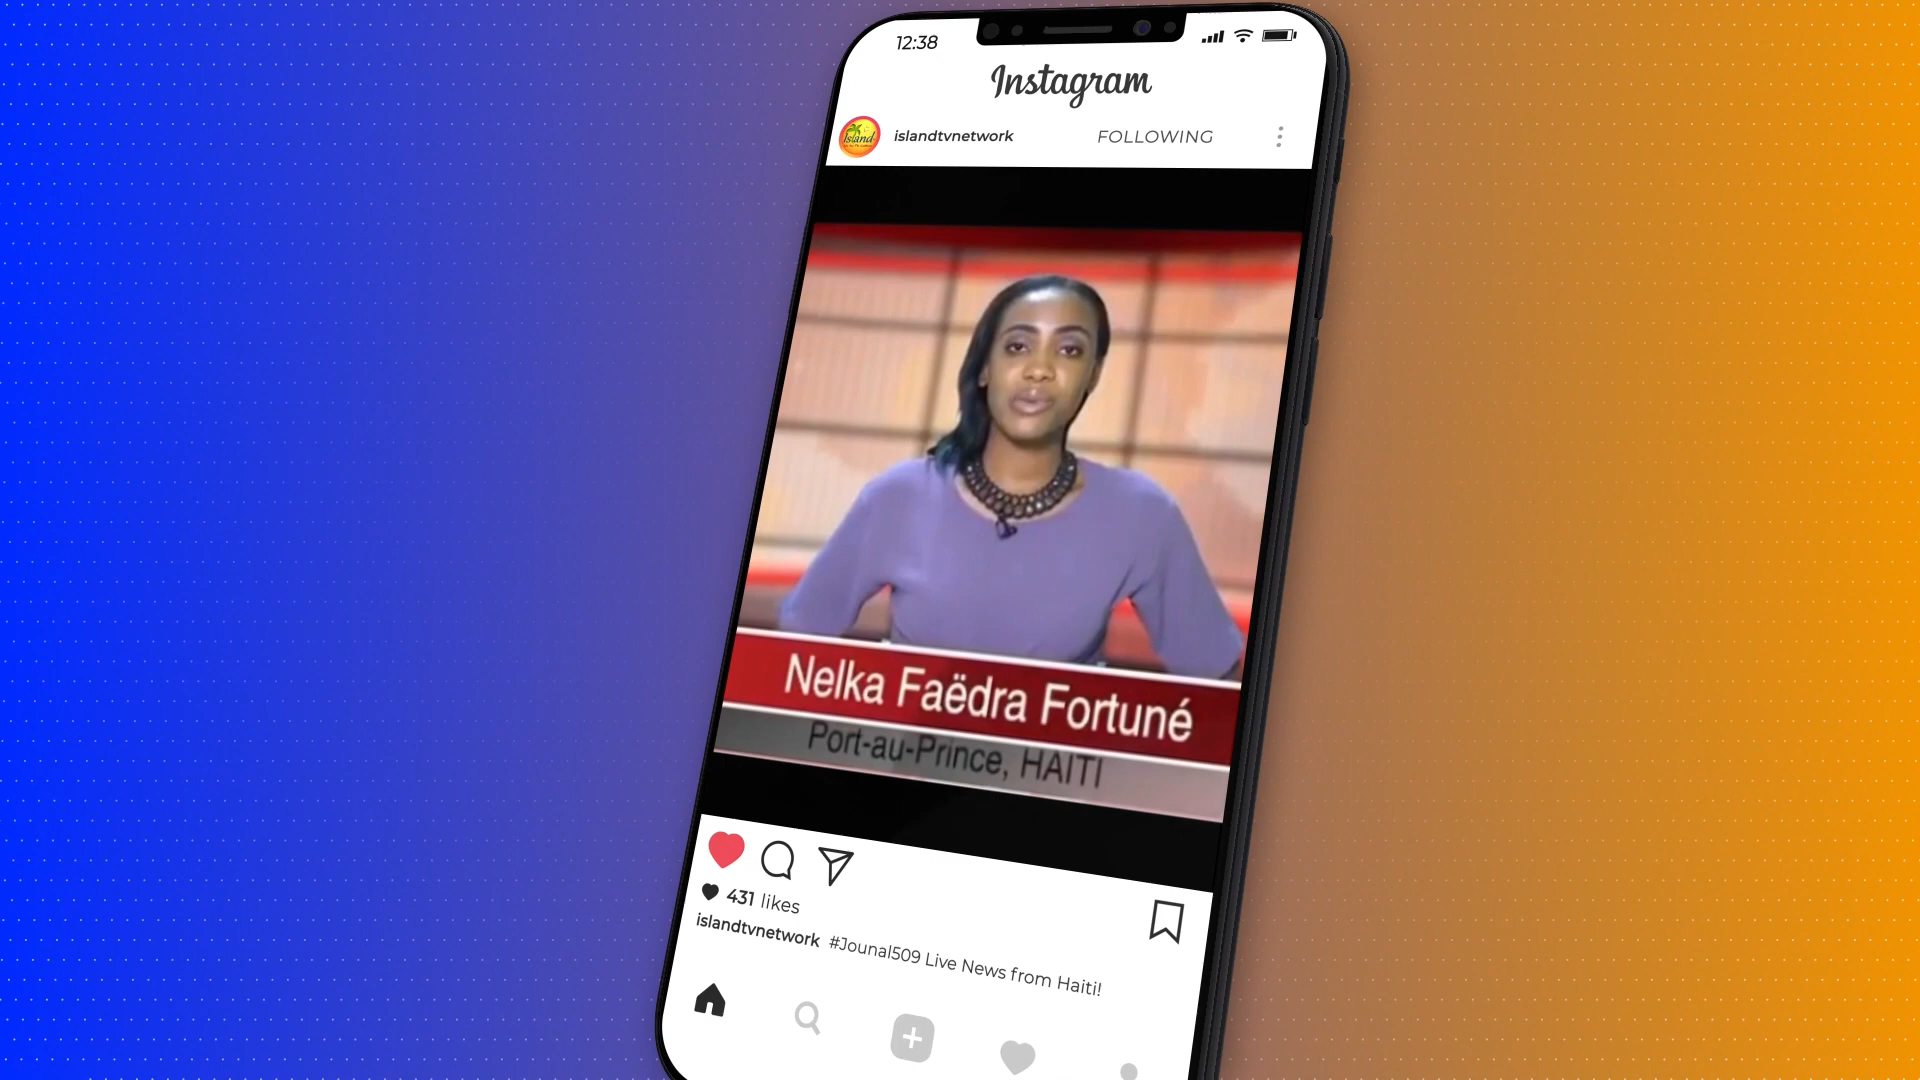 12:38
Instagram
Island
islandtvnetwork
FOLLOWING
Nelka Faëdra Fortuné
Port-au-Prince, HAITI
431 likes
islandtvnetwork #Jounal509 Live News from Haiti!